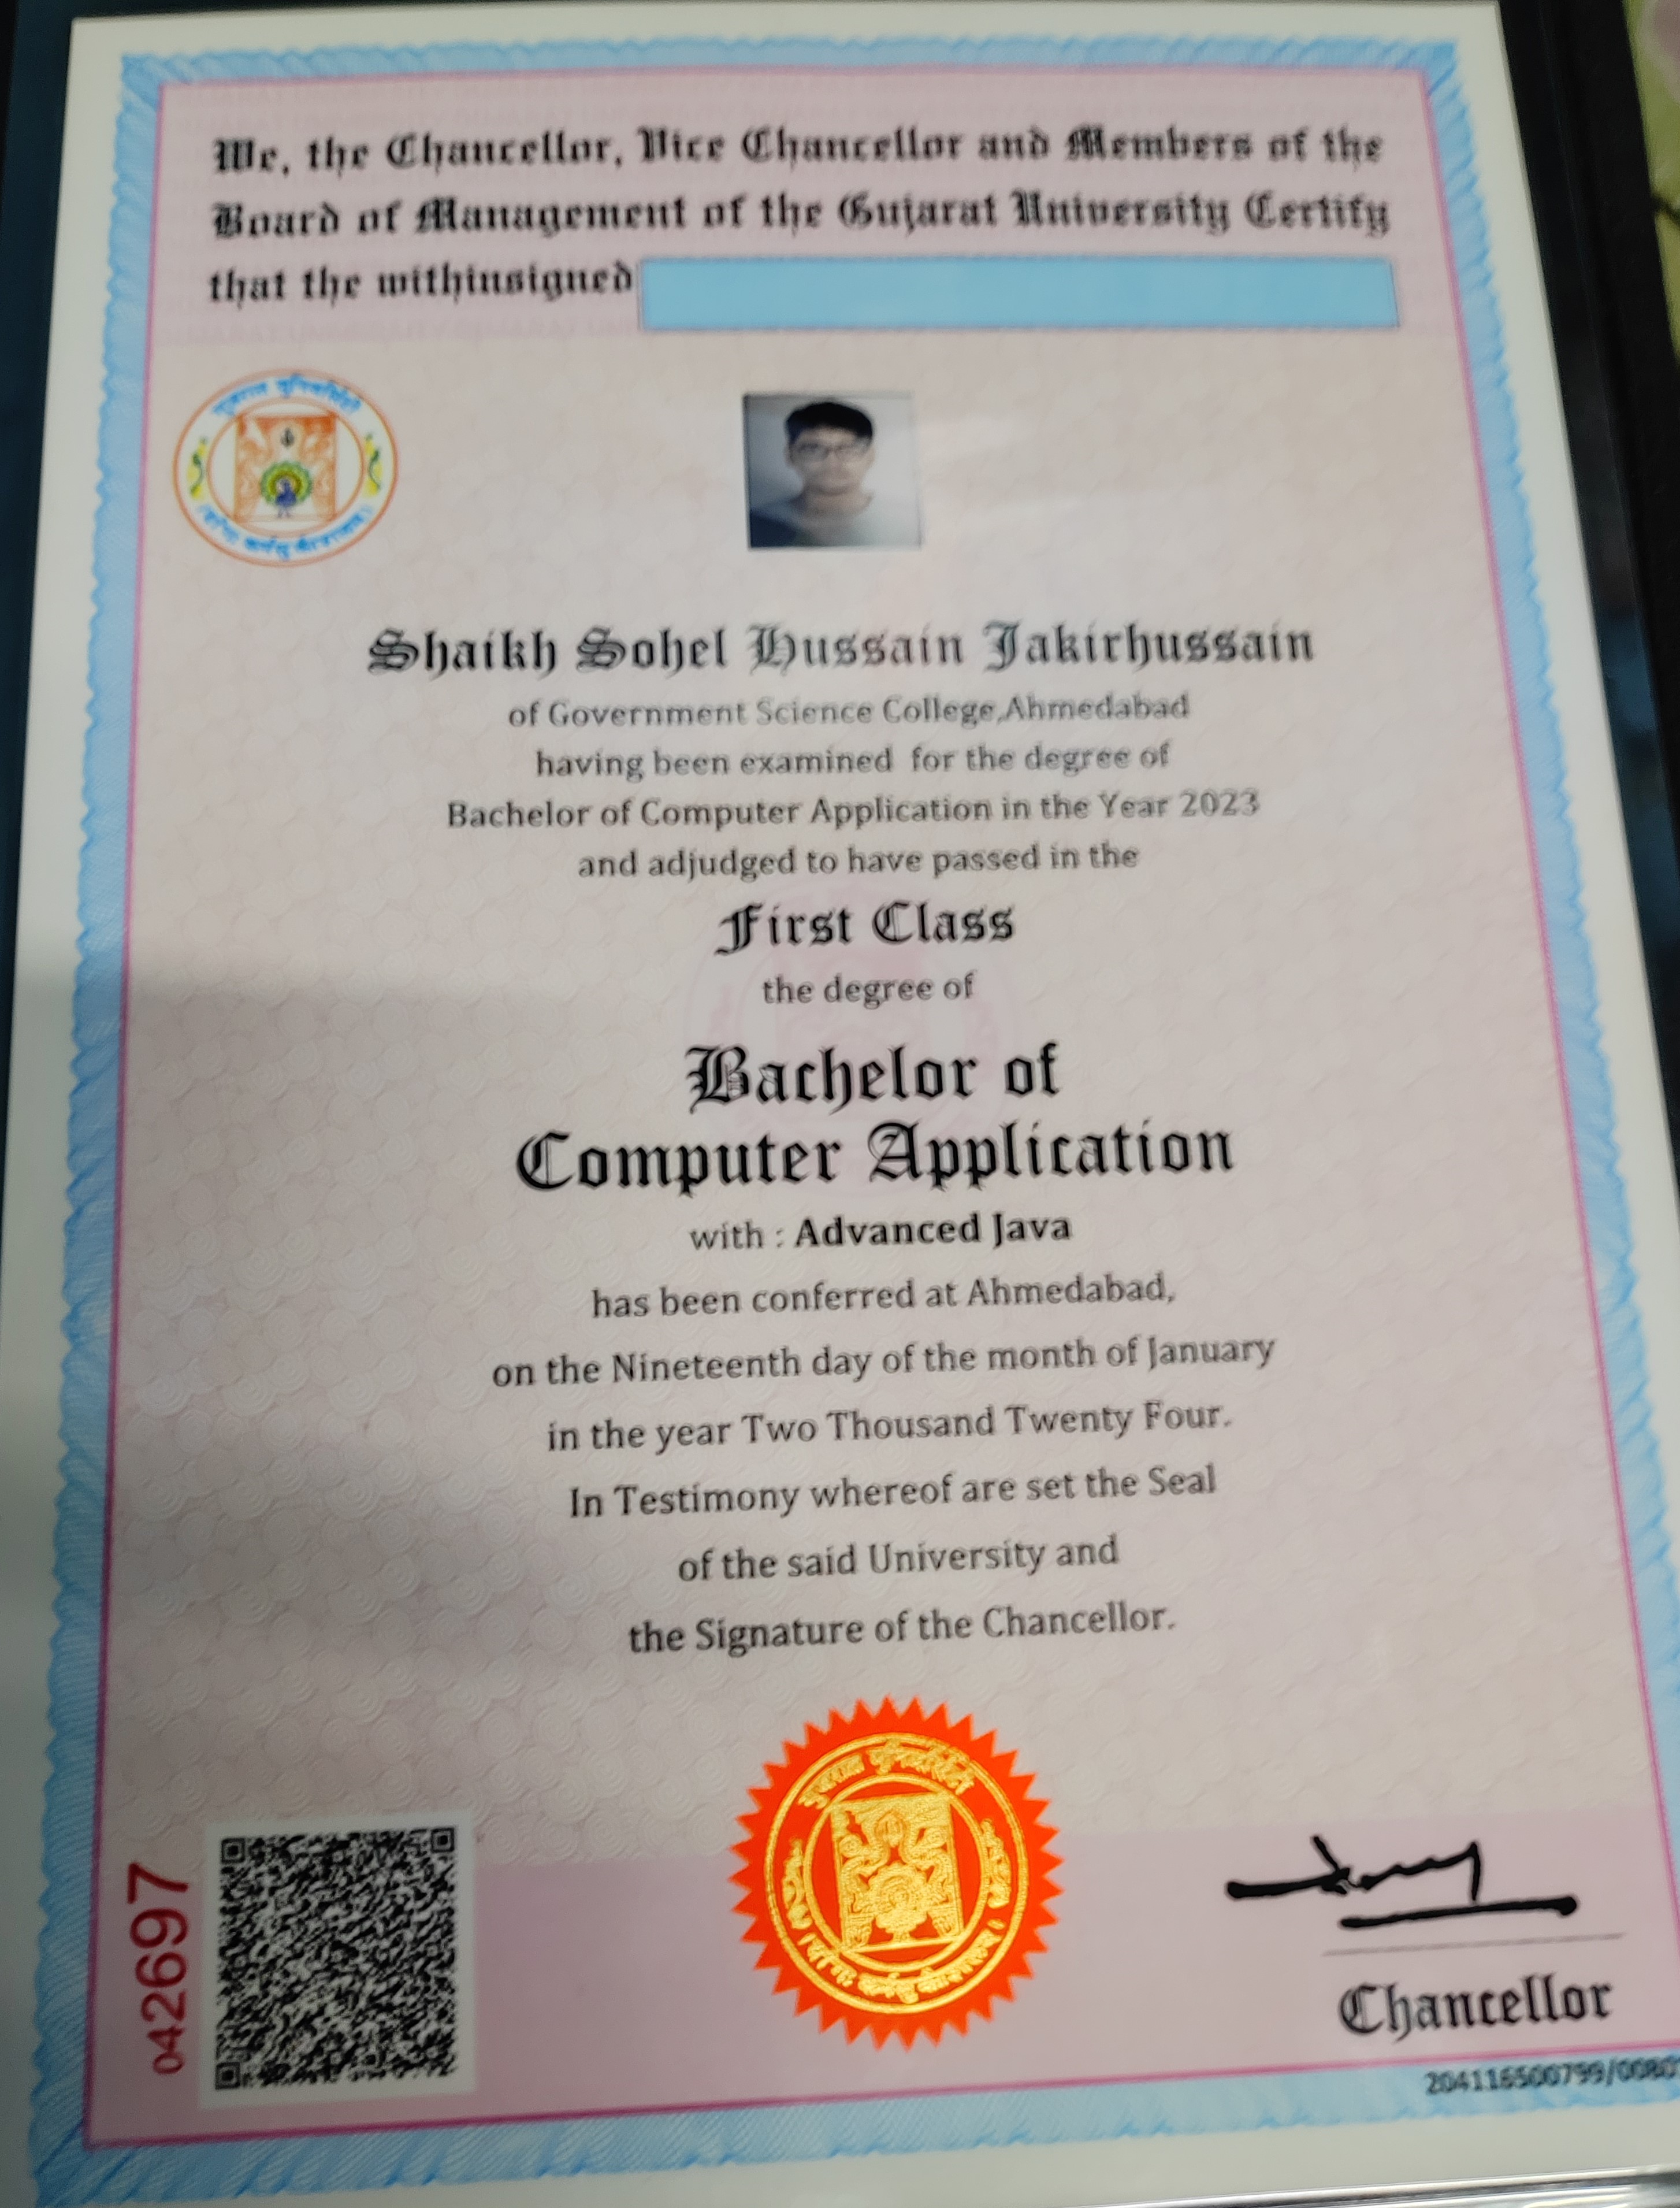 We, the Chancellor, Vice Chancellor and Members of the
Board of Management of the Gujarat University Certify
that the withinsigned
Shaikh Sohel Hussain Jakirhussain
of Government Science College,Ahmedabad
having been examined for the degree of
Bachelor of Computer Application in the Year 2023
and adjudged to have passed in the
First Class
the degree of
Bachelor of
Computer Application
with : Advanced Java
has been conferred at Ahmedabad,
on the Nineteenth day of the month of January
in the year Two Thousand Twenty Four.
In Testimony whereof are set the Seal
of the said University and
the Signature of the Chancellor.
042697
Chancellor